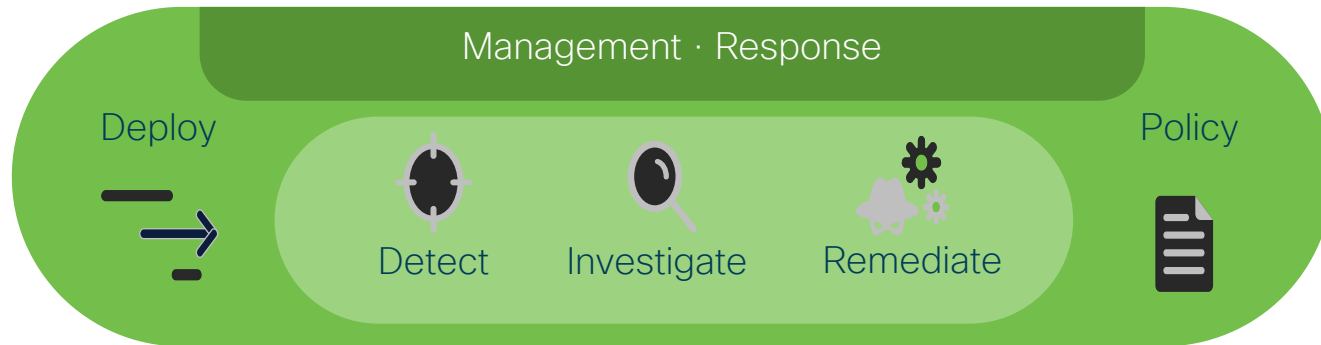 Management · Response
Deploy
Policy
Detect
Investigate
Remediate